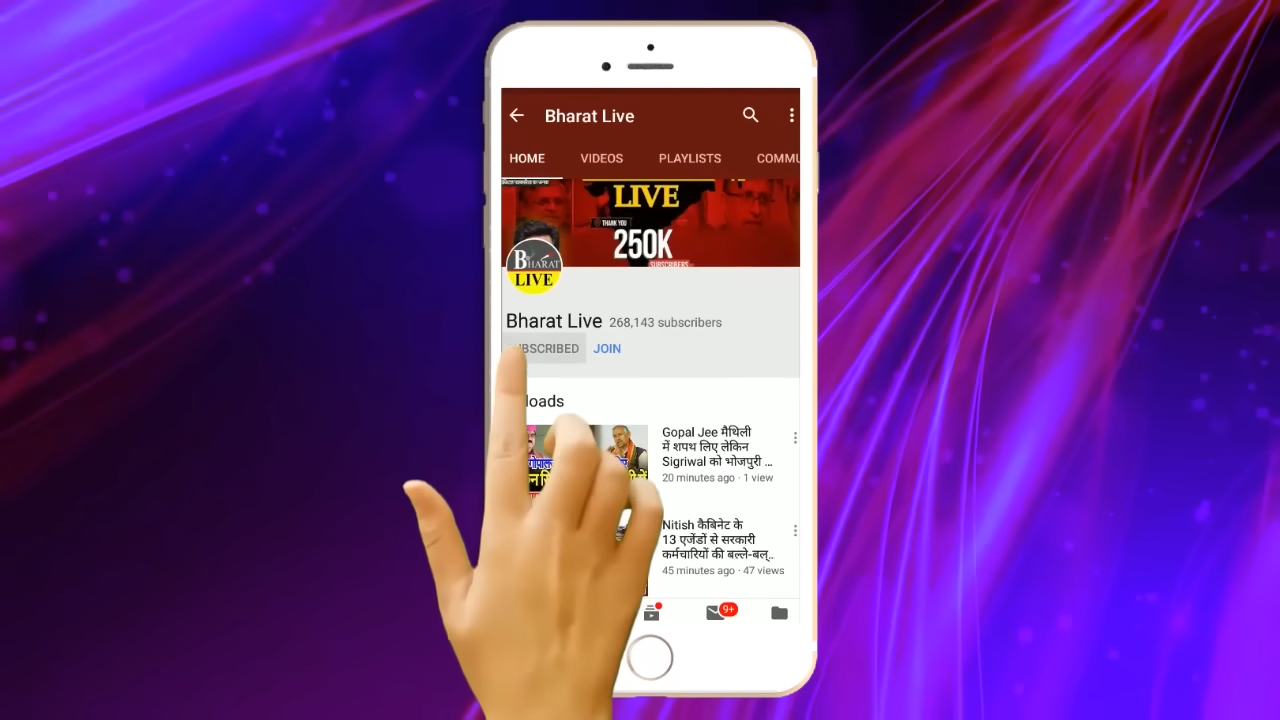 Bharat Live
HOME VIDEOS PLAYLISTS COMMU
LIVE
THANK YOU
250K
SUBSCRIBERS
BHARAT
LIVE
Bharat Live 268,143 subscribers
BSCRIBED JOIN
loads
Gopal Jee मैथिली
में शपथ लिए लेकिन
Sigriwal को भोजपुरी ...
20 minutes ago · 1 view
Nitish कैबिनेट के
13 एजेंडों से सरकारी
कर्मचारियों की बल्ले-बल्..
45 minutes ago · 47 views
9+